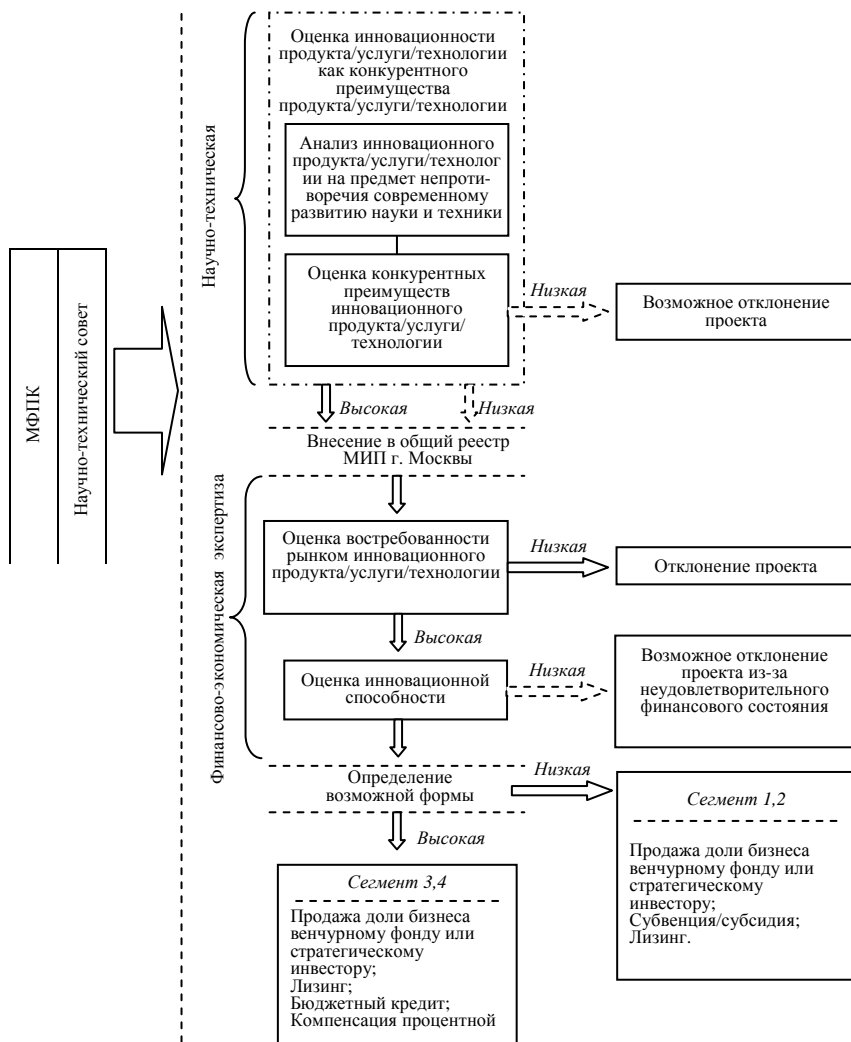 Оценка инновационности
продукта/услуги/технологии
как конкурентного
преимущества
продукта/услуги/технологии
Научно-техническая
Анализ инновационного
продукта/услуги/технолог
ии на предмет непроти-
воречия современному
развитию науки и техники
МФПК
Научно-технический совет
Оценка конкурентных
преимуществ
инновационного
продукта/услуги/
технологии
Низкая
Возможное отклонение
проекта
Высокая
Низкая
Внесение в общий реестр
МИП г. Москвы
Финансово-экономическая экспертиза
Оценка востребованности
рынком инновационного
продукта/услуги/технологии
Низкая
Отклонение проекта
Высокая
Оценка инновационной
способности
Низкая
Возможное отклонение
проекта из-за
неудовлетворительного
финансового состояния
Определение
возможной формы
Низкая
Высокая
Сегмент 1,2
Продажа доли бизнеса
венчурному фонду или
стратегическому
инвестору;
Субвенция/субсидия;
Лизинг.
Сегмент 3,4
Продажа доли бизнеса
венчурному фонду или
стратегического
инвестору;
Лизинг;
Бюджетный кредит;
Компенсация процентной